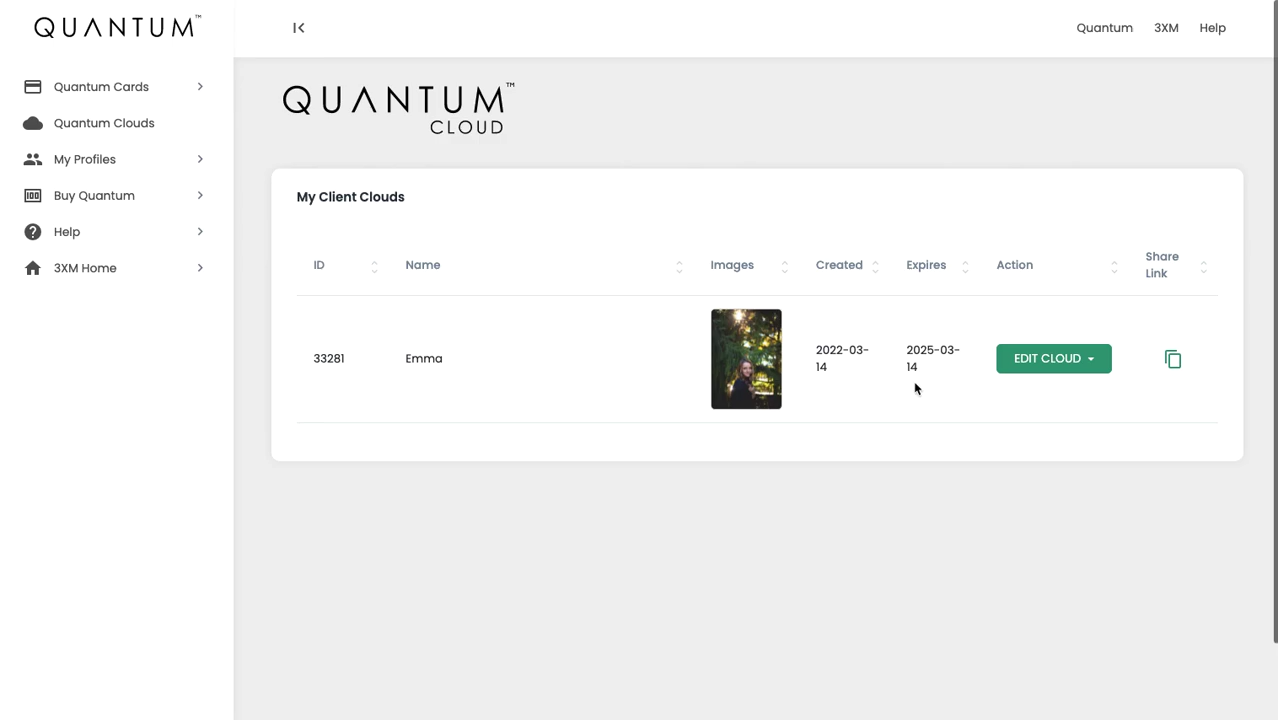 QUANTUM™
Quantum 3XM Help
Quantum Cards
Quantum Clouds
My Profiles
Buy Quantum
Help
3XM Home
QUANTUM™
CLOUD
My Client Clouds
ID Name Images Created Expires Action Share Link
33281 Emma 2022-03-14 2025-03-14 EDIT CLOUD